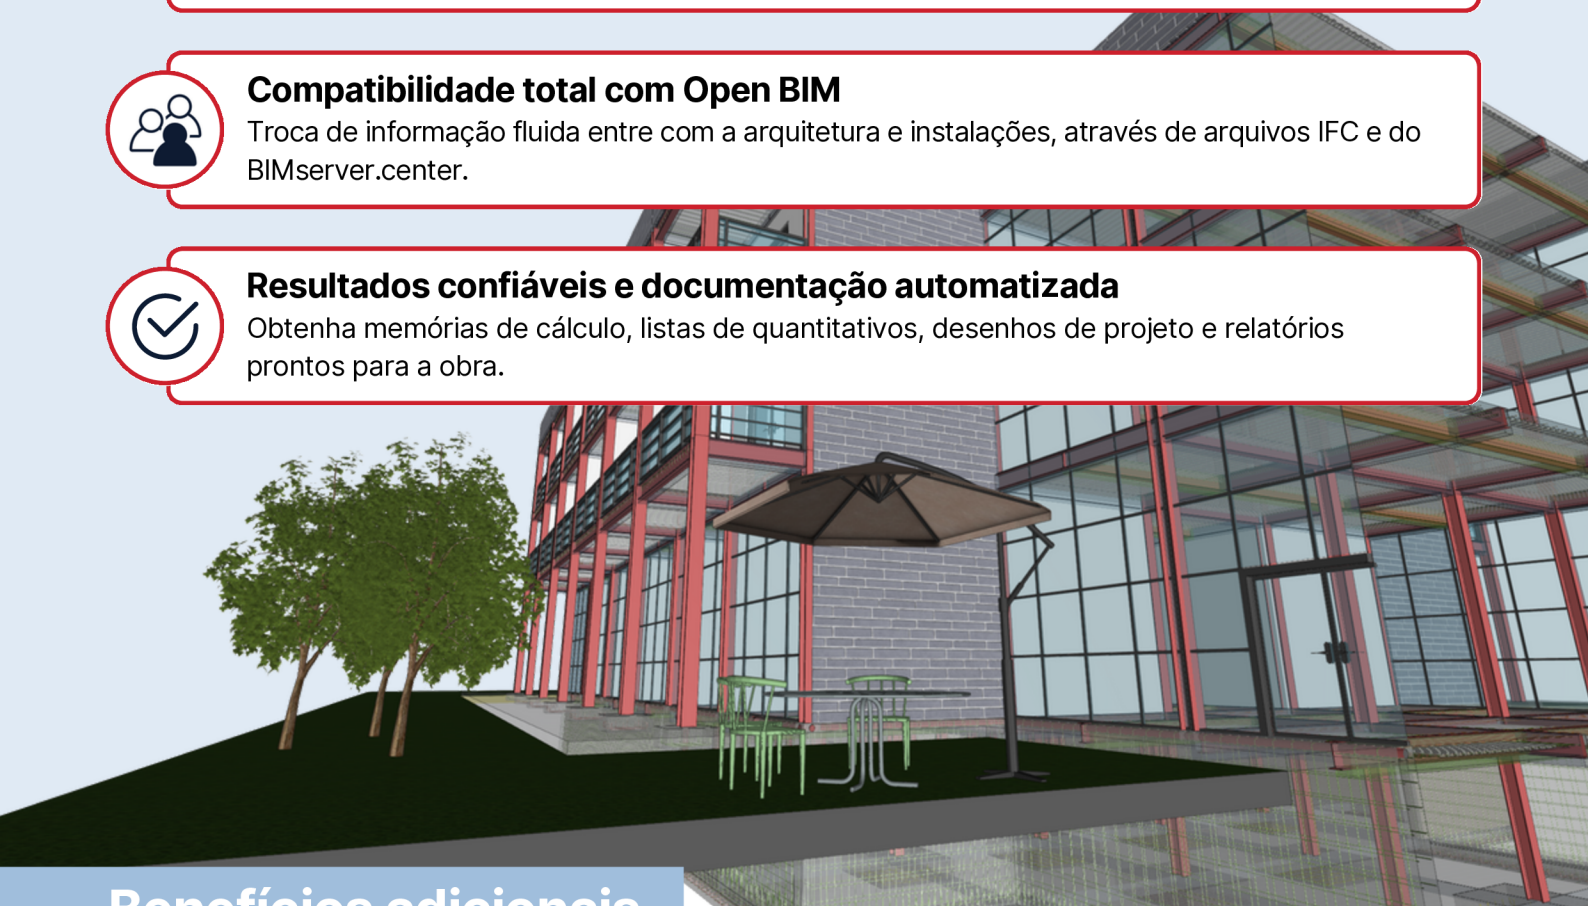 Compatibilidade total com Open BIM
Troca de informação fluida entre com a arquitetura e instalações, através de arquivos IFC e do
BIMserver.center.
Resultados confiáveis e documentação automatizada
Obtenha memórias de cálculo, listas de quantitativos, desenhos de projeto e relatórios
prontos para a obra.
Benefícios adicionais